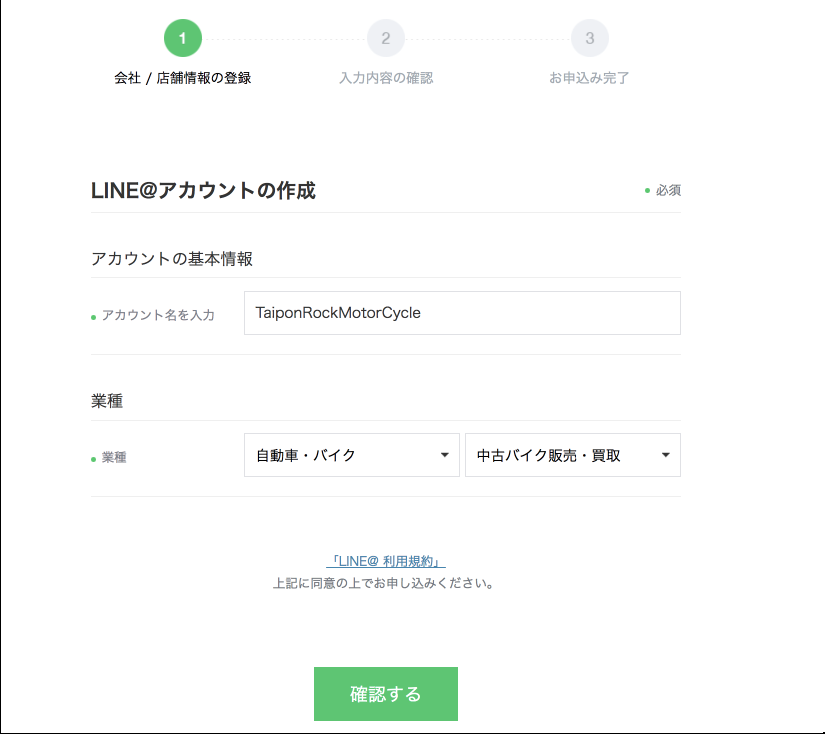 1
2
3
会社 / 店舗情報の登録
入力内容の確認
お申込み完了
LINE@アカウントの作成
必須
アカウントの基本情報
アカウント名を入力
TaiponRockMotorCycle
業種
業種
自動車・バイク
中古バイク販売・買取
「LINE@ 利用規約」
上記に同意の上でお申し込みください。
確認する